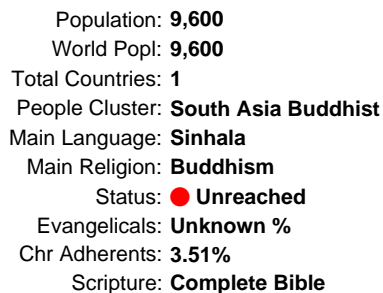 Population: 9,600
World Popl: 9,600
Total Countries: 1
People Cluster: South Asia Buddhist
Main Language: Sinhala
Main Religion: Buddhism
Status: Unreached
Evangelicals: Unknown %
Chr Adherents: 3.51%
Scripture: Complete Bible